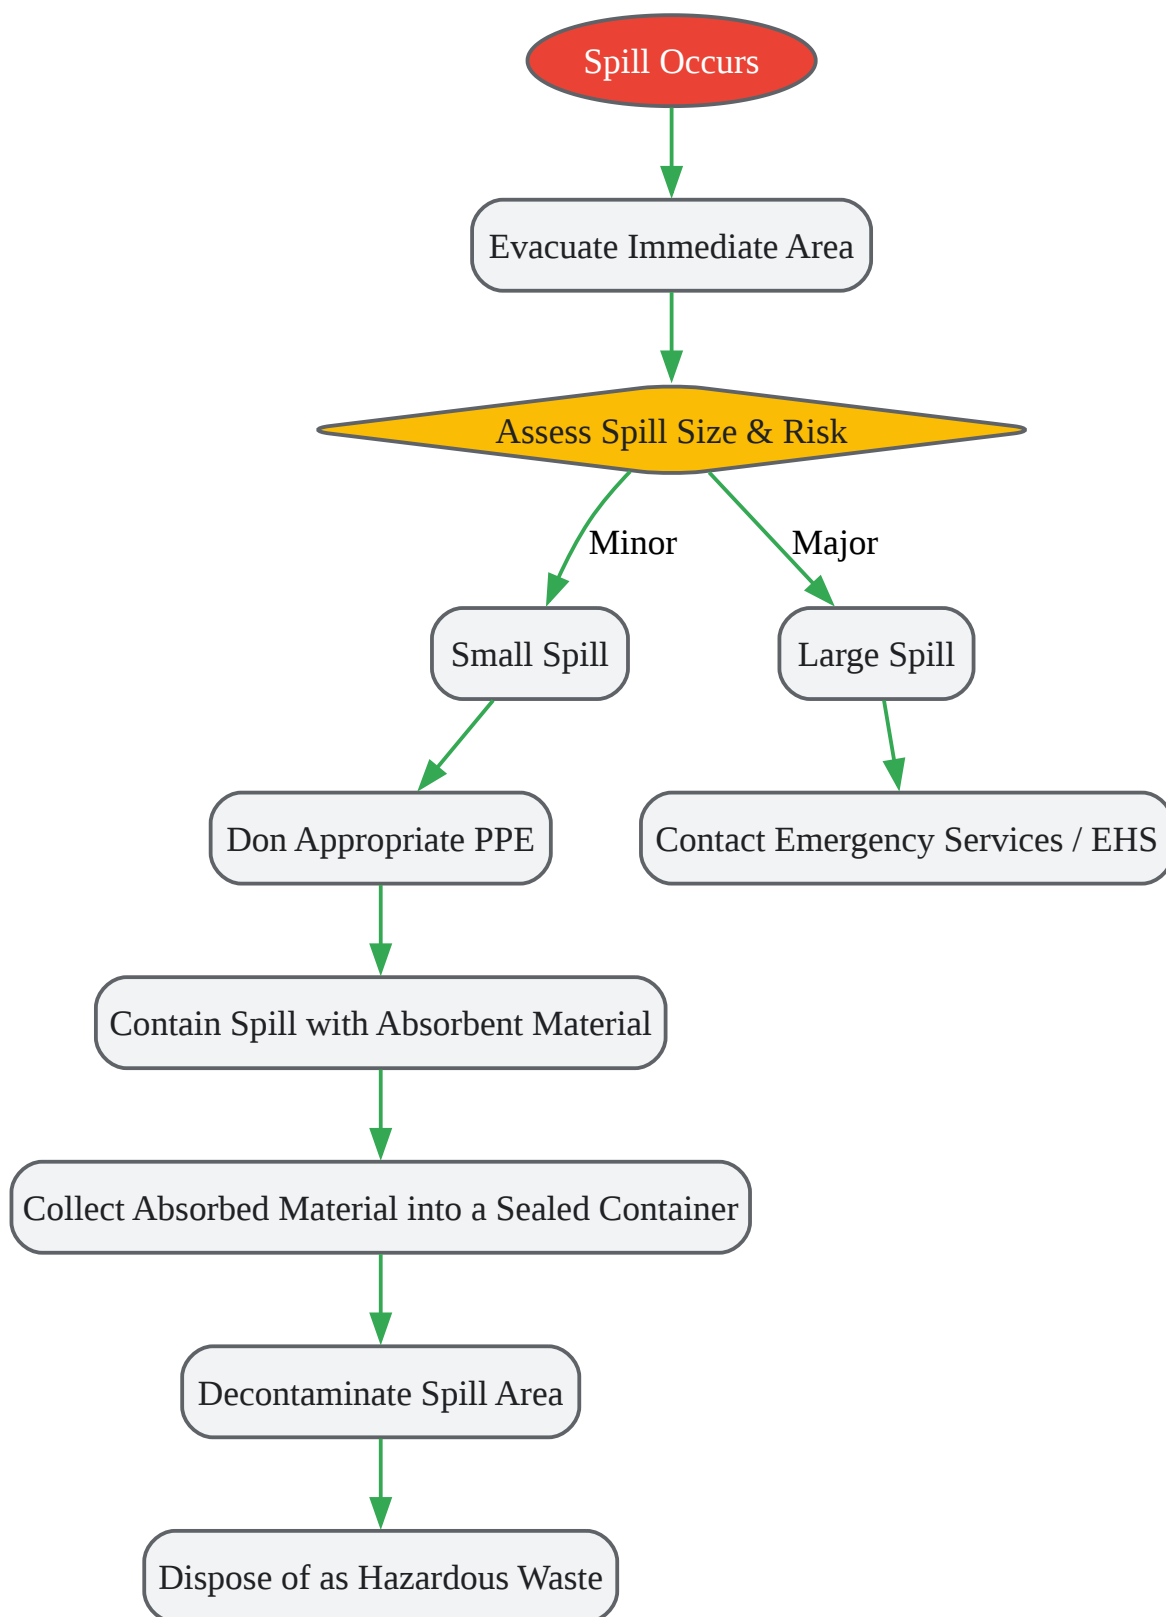 Spill Occurs
Evacuate Immediate Area
Assess Spill Size & Risk
Minor
Major
Small Spill
Large Spill
Don Appropriate PPE
Contact Emergency Services / EHS
Contain Spill with Absorbent Material
Collect Absorbed Material into a Sealed Container
Decontaminate Spill Area
Dispose of as Hazardous Waste